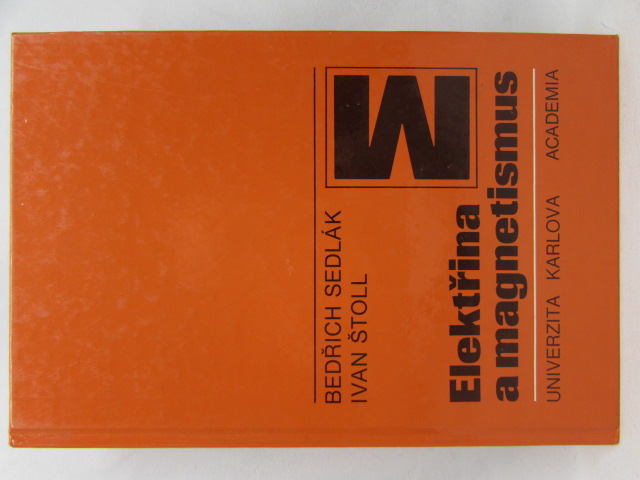 BEDŘICH SEDLÁK
IVAN ŠTOLL
Elektřina
a magnetismus
UNIVERZITA KARLOVA ACADEMIA